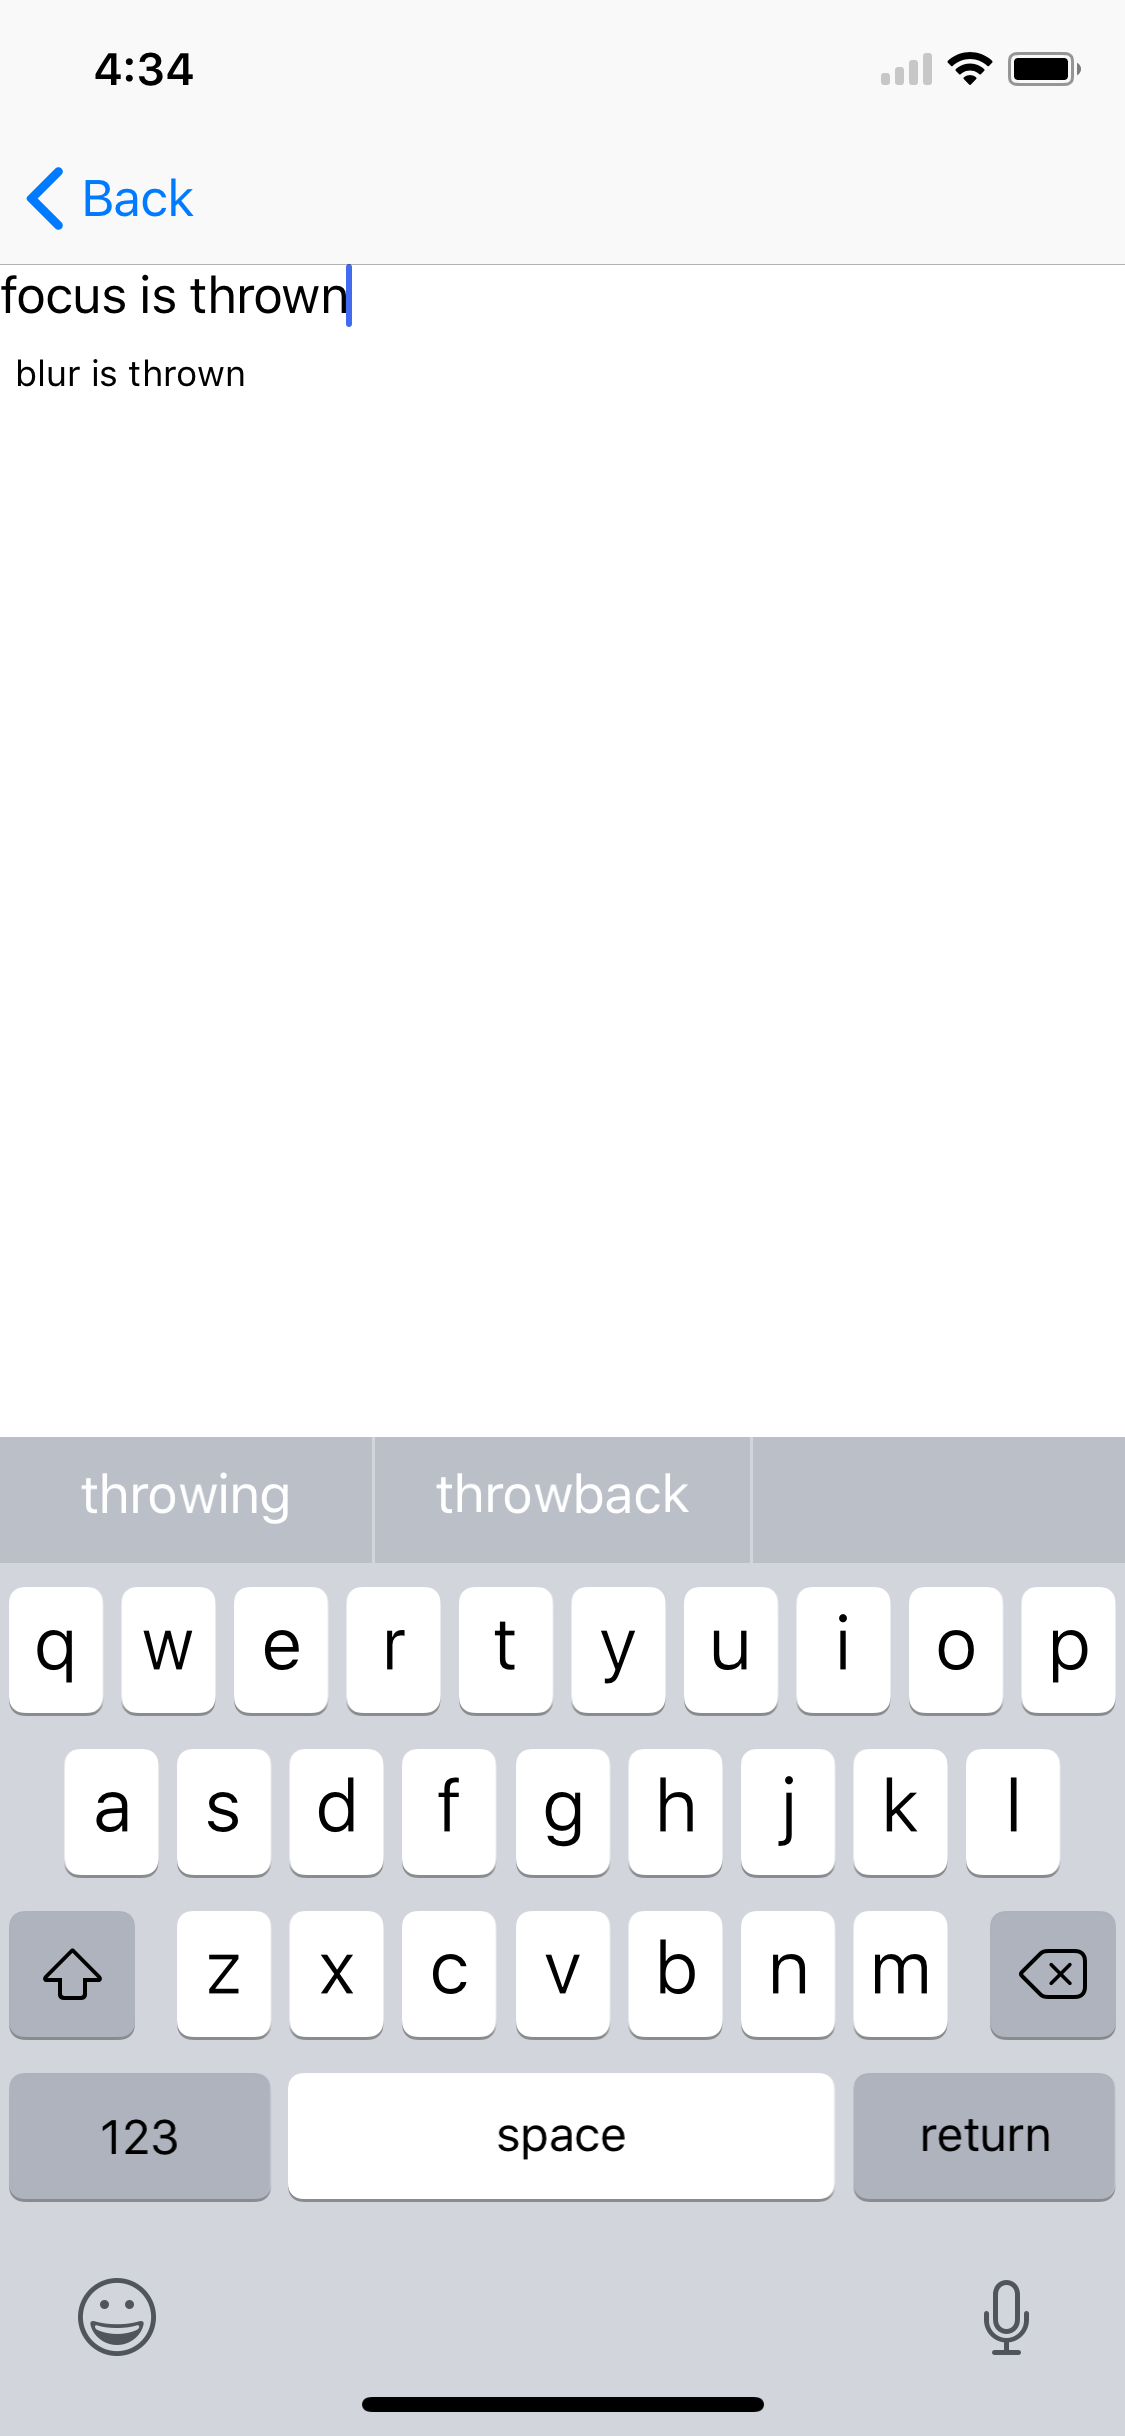 4:34
Back
focus is thrown
blur is thrown
throwing throwback
q w e r t y u i o p
a s d f g h j k l
z x c v b n m
123 space return